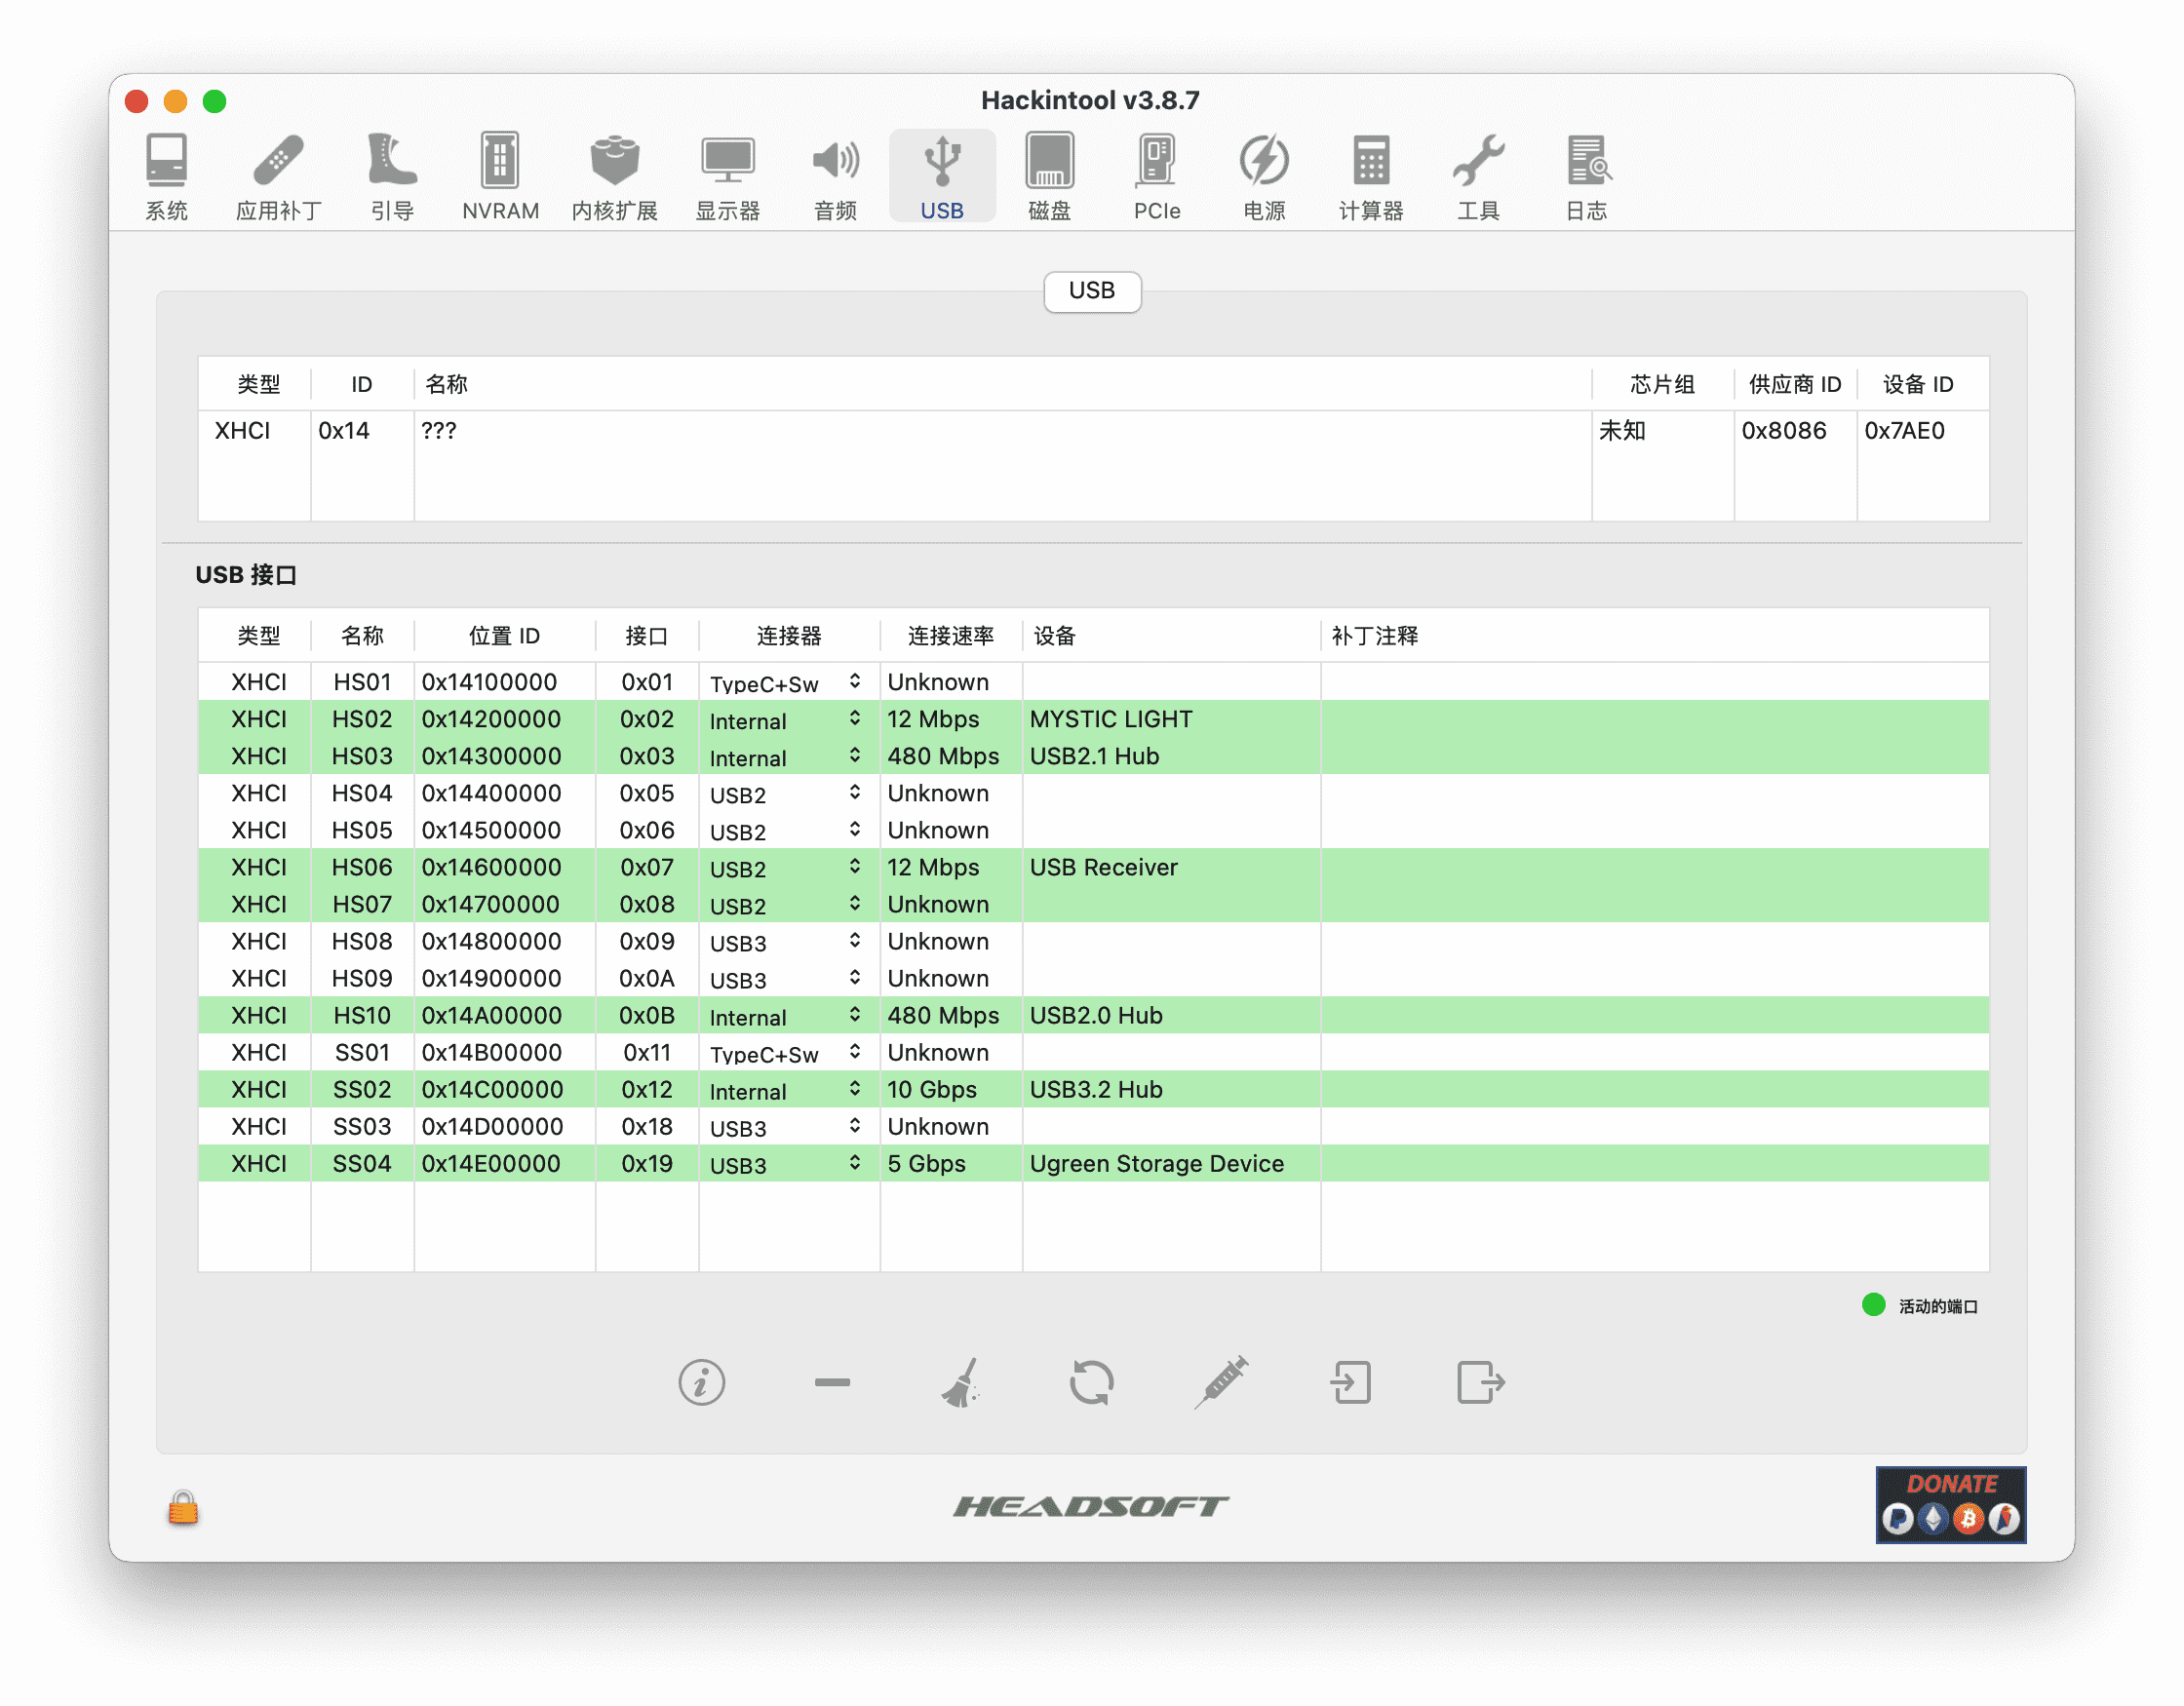 Hackintool v3.8.7
系统 应用补丁 引导 NVRAM 内核扩展 显示器 音频 USB 磁盘 PCIe 电源 计算器 工具 日志
USB
类型 ID 名称 芯片组 供应商 ID 设备 ID
XHCI 0x14 ??? 未知 0x8086 0x7AE0
USB 接口
类型 名称 位置 ID 接口 连接器 连接速率 设备 补丁注释
XHCI HS01 0x14100000 0x01 TypeC+Sw Unknown
XHCI HS02 0x14200000 0x02 Internal 12 Mbps MYSTIC LIGHT
XHCI HS03 0x14300000 0x03 Internal 480 Mbps USB2.1 Hub
XHCI HS04 0x14400000 0x05 USB2 Unknown
XHCI HS05 0x14500000 0x06 USB2 Unknown
XHCI HS06 0x14600000 0x07 USB2 12 Mbps USB Receiver
XHCI HS07 0x14700000 0x08 USB2 Unknown
XHCI HS08 0x14800000 0x09 USB3 Unknown
XHCI HS09 0x14900000 0x0A USB3 Unknown
XHCI HS10 0x14A00000 0x0B Internal 480 Mbps USB2.0 Hub
XHCI SS01 0x14B00000 0x11 TypeC+Sw Unknown
XHCI SS02 0x14C00000 0x12 Internal 10 Gbps USB3.2 Hub
XHCI SS03 0x14D00000 0x18 USB3 Unknown
XHCI SS04 0x14E00000 0x19 USB3 5 Gbps Ugreen Storage Device
活动的端口
HEADSOFT
DONATE